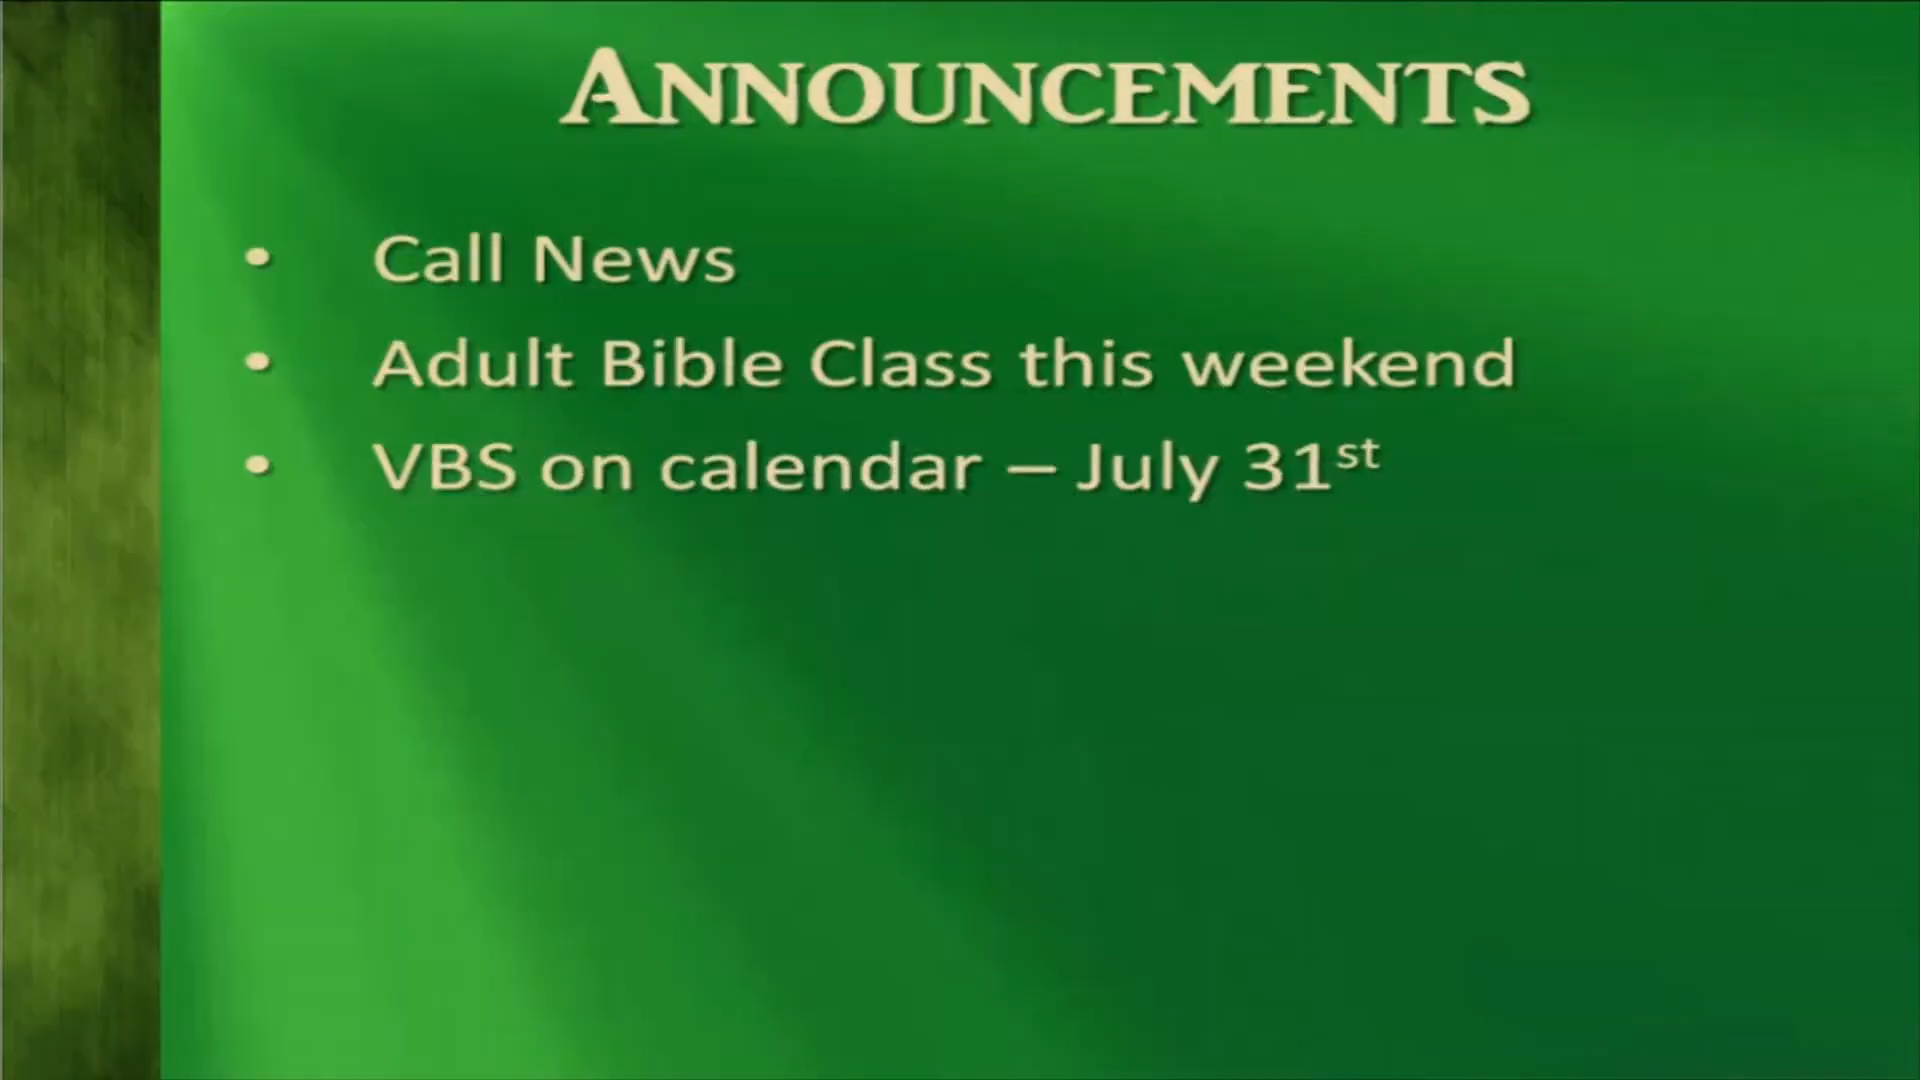 ANNOUNCEMENTS
• Call News
• Adult Bible Class this weekend
• VBS on calendar – July 31st